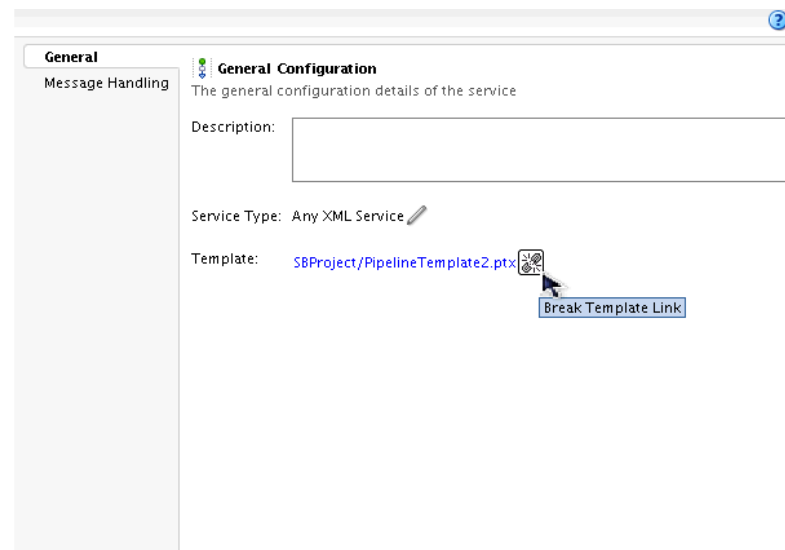 ?
General
Message Handling
General Configuration
The general configuration details of the service
Description:
Service Type: Any XML Service
Template: SBProject/PipelineTemplate2.ptx
Break Template Link